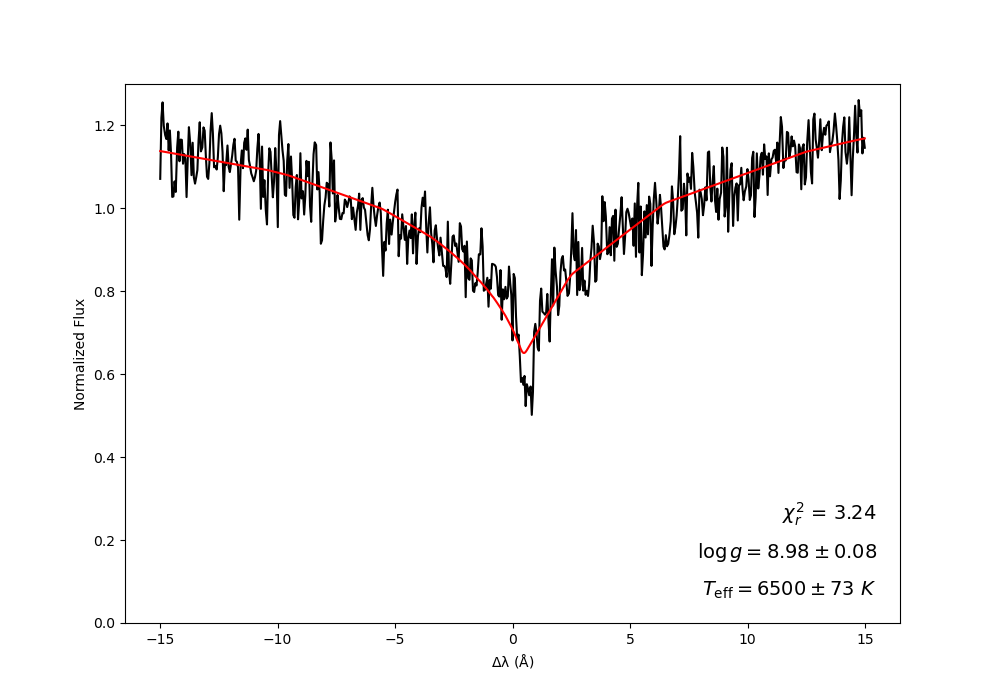 1.2
1.0
0.8
0.6
0.4
0.2
0.0
Normalized Flux
χ²ᵣ = 3.24
log g = 8.98 ± 0.08
T_eff = 6500 ± 73 K
−15 −10 −5 0 5 10 15
Δλ (Å)